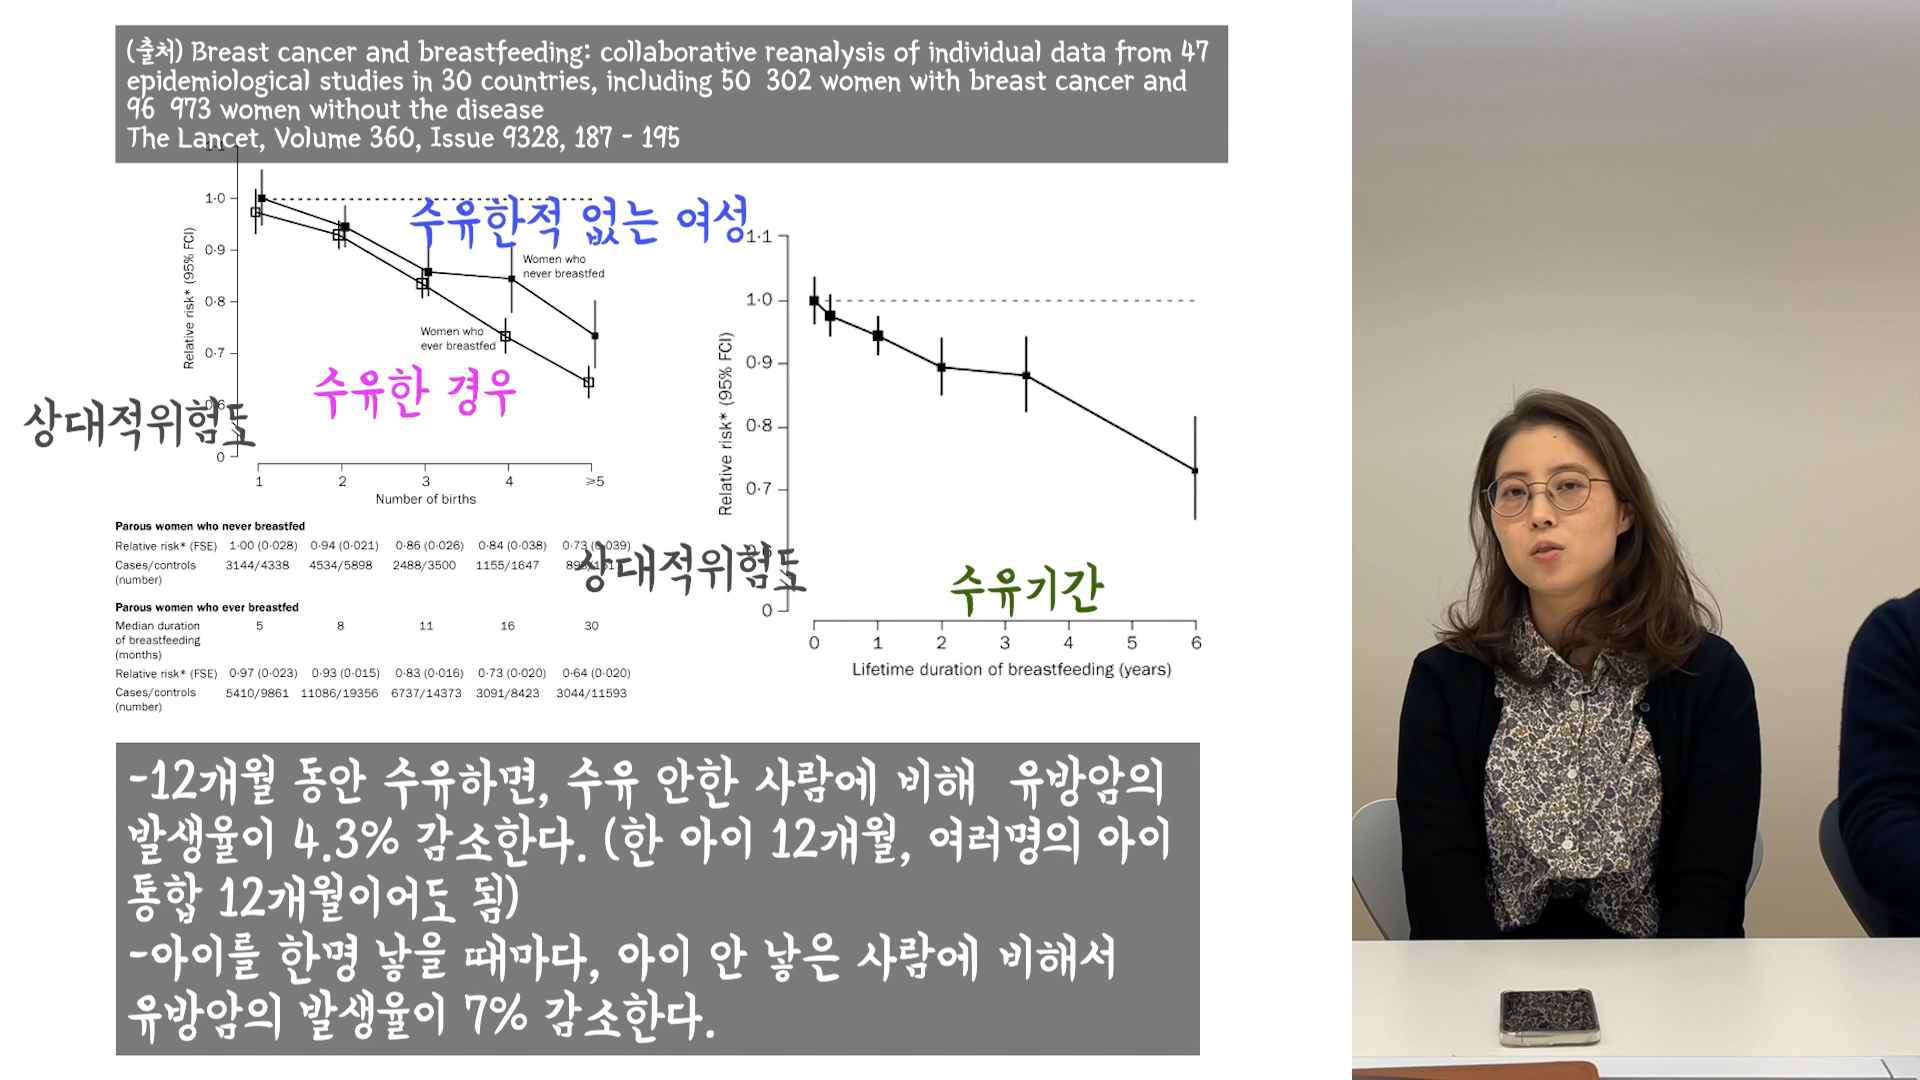 (출처) Breast cancer and breastfeeding: collaborative reanalysis of individual data from 47
epidemiological studies in 30 countries, including 50 302 women with breast cancer and
96 973 women without the disease
The Lancet, Volume 360, Issue 9328, 187 - 195
1·0
0·9
0·8
0·7
0
Relative risk* (95% FCI)
수유한적 없는 여성
Women who
never breastfed
Women who
ever breastfed
수유한 경우
상대적위험도
1 2 3 4 ⩾5
Number of births
Parous women who never breastfed
Relative risk* (FSE) 1·00 (0·028) 0·94 (0·021) 0·86 (0·026) 0·84 (0·038) 0·73 (0·039)
Cases/controls 3144/4338 4534/5898 2488/3500 1155/1647
(number)
Parous women who ever breastfed
Median duration 5 8 11 16 30
of breastfeeding
(months)
Relative risk* (FSE) 0·97 (0·023) 0·93 (0·015) 0·83 (0·016) 0·73 (0·020) 0·64 (0·020)
Cases/controls 5410/9861 11086/19356 6737/14373 3091/8423 3044/11593
(number)
1·1
1·0
0·9
0·8
0·7
0
Relative risk* (95% FCI)
상대적위험도
수유기간
0 1 2 3 4 5 6
Lifetime duration of breastfeeding (years)
-12개월 동안 수유하면, 수유 안한 사람에 비해 유방암의
발생율이 4.3% 감소한다. (한 아이 12개월, 여러명의 아이
통합 12개월이어도 됨)
-아이를 한명 낳을 때마다, 아이 안 낳은 사람에 비해서
유방암의 발생율이 7% 감소한다.